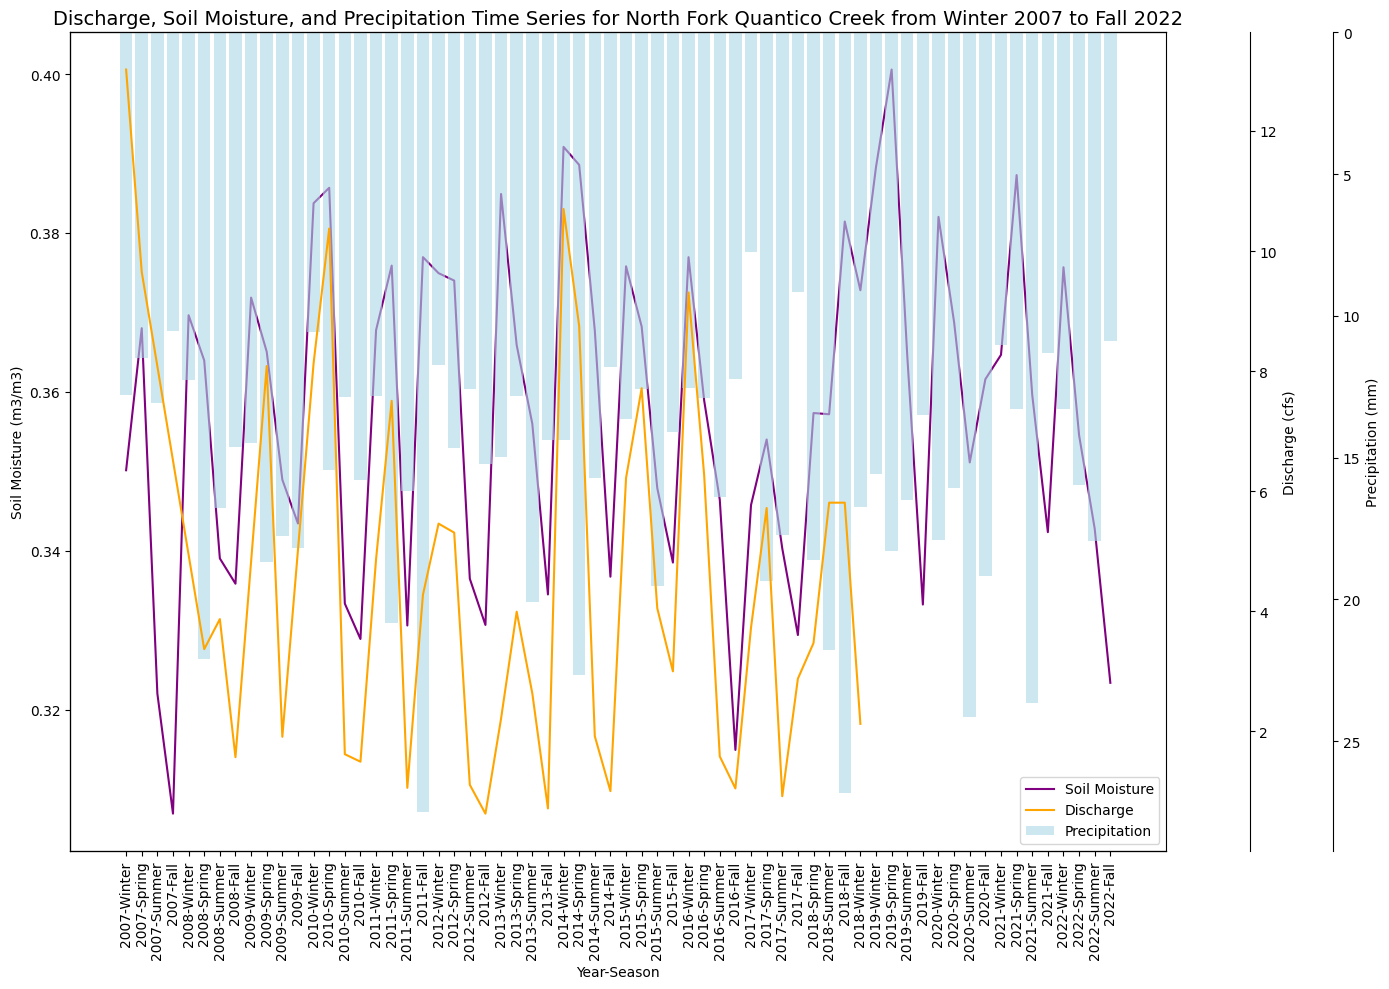 Discharge, Soil Moisture, and Precipitation Time Series for North Fork Quantico Creek from Winter 2007 to Fall 2022
0.40
0.38
0.36
0.34
0.32
Soil Moisture (m3/m3)
12
10
8
6
4
2
Discharge (cfs)
0
5
10
15
20
25
Precipitation (mm)
Soil Moisture
Discharge
Precipitation
2007-Winter
2007-Spring
2007-Summer
2007-Fall
2008-Winter
2008-Spring
2008-Summer
2008-Fall
2009-Winter
2009-Spring
2009-Summer
2009-Fall
2010-Winter
2010-Spring
2010-Summer
2010-Fall
2011-Winter
2011-Spring
2011-Summer
2011-Fall
2012-Winter
2012-Spring
2012-Summer
2012-Fall
2013-Winter
2013-Spring
2013-Summer
2013-Fall
2014-Winter
2014-Spring
2014-Summer
2014-Fall
2015-Winter
2015-Spring
2015-Summer
2015-Fall
2016-Winter
2016-Spring
2016-Summer
2016-Fall
2017-Winter
2017-Spring
2017-Summer
2017-Fall
2018-Spring
2018-Summer
2018-Fall
2018-Winter
2019-Winter
2019-Spring
2019-Summer
2019-Fall
2020-Winter
2020-Spring
2020-Summer
2020-Fall
2021-Winter
2021-Spring
2021-Summer
2021-Fall
2022-Winter
2022-Spring
2022-Summer
2022-Fall
Year-Season